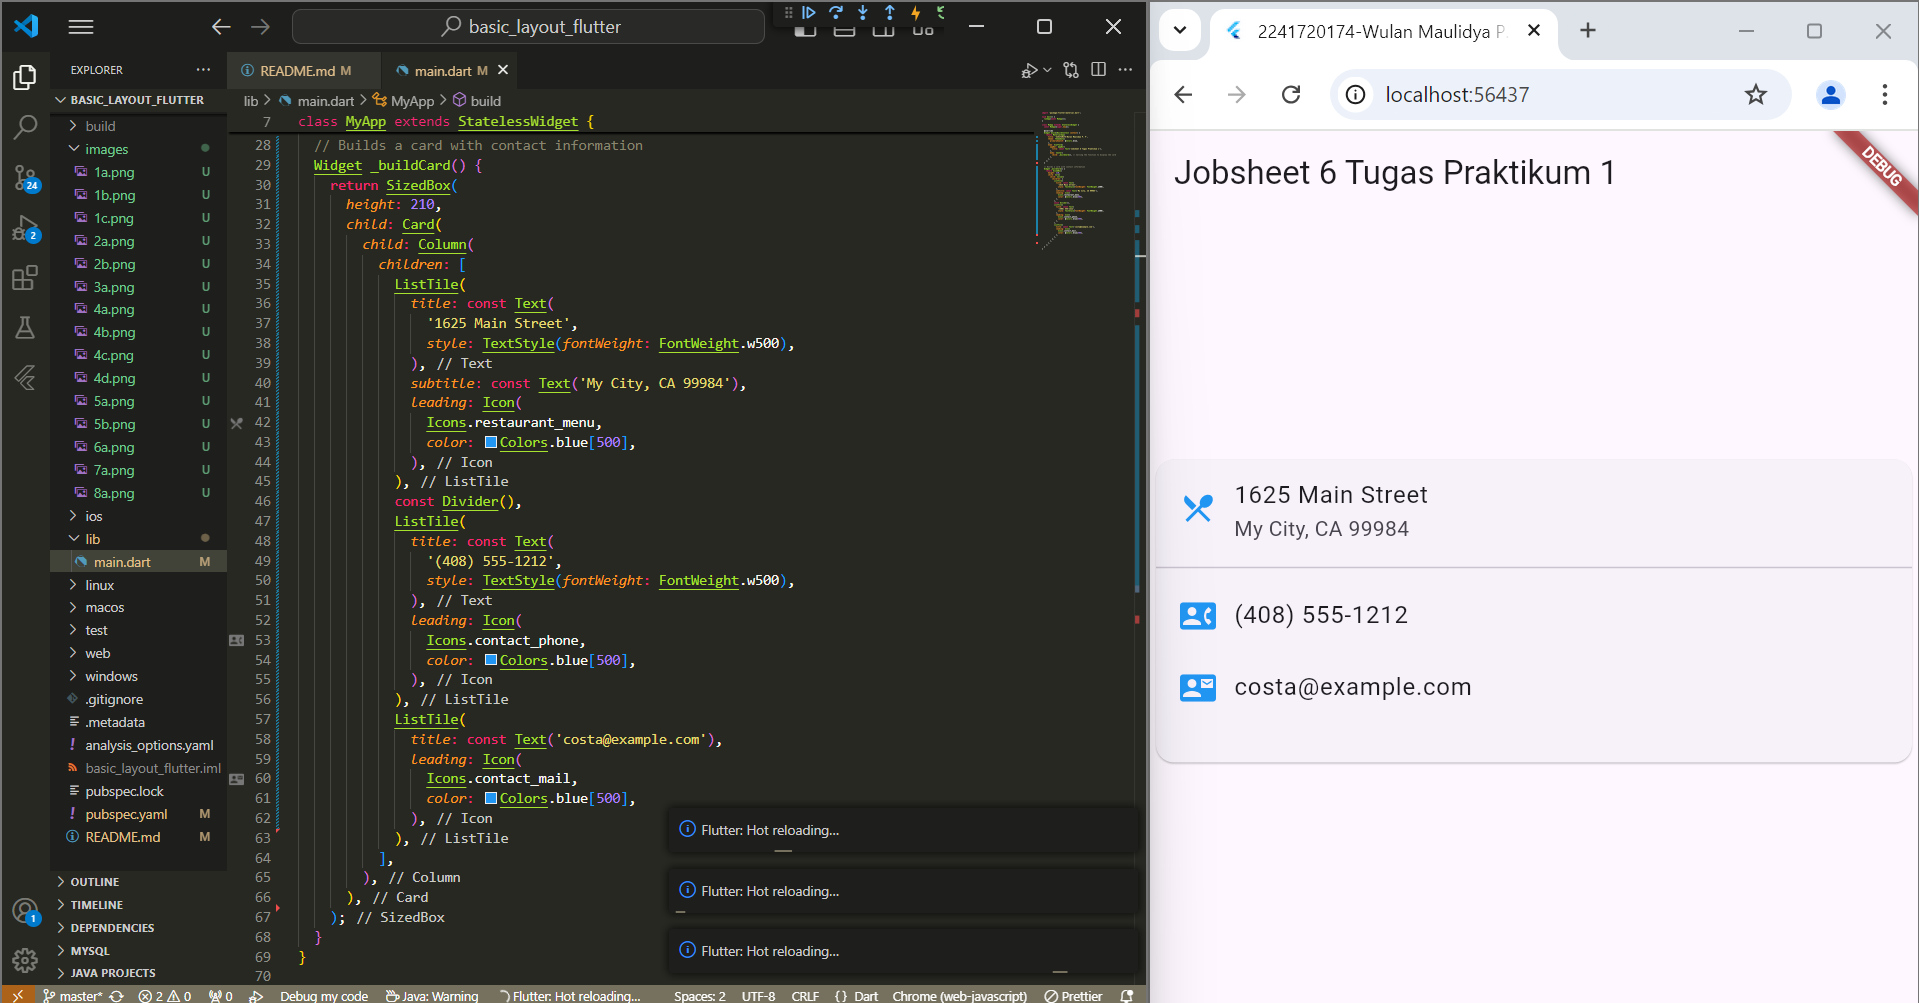 basic_layout_flutter
EXPLORER
BASIC_LAYOUT_FLUTTER
build
images
1a.png U
1b.png U
1c.png U
2a.png U
2b.png U
3a.png U
4a.png U
4b.png U
4c.png U
4d.png U
5a.png U
5b.png U
6a.png U
7a.png U
8a.png U
ios
lib
main.dart M
linux
macos
test
web
windows
.gitignore
.metadata
analysis_options.yaml
basic_layout_flutter.iml
pubspec.lock
pubspec.yaml M
README.md M
OUTLINE
TIMELINE
DEPENDENCIES
MYSQL
JAVA PROJECTS
24
2
1
README.md M
main.dart M
lib > main.dart > MyApp > build
7 class MyApp extends StatelessWidget {
28 // Builds a card with contact information
29 Widget _buildCard() {
30 return SizedBox(
31 height: 210,
32 child: Card(
33 child: Column(
34 children: [
35 ListTile(
36 title: const Text(
37 '1625 Main Street',
38 style: TextStyle(fontWeight: FontWeight.w500),
39 ), // Text
40 subtitle: const Text('My City, CA 99984'),
41 leading: Icon(
42 Icons.restaurant_menu,
43 color: Colors.blue[500],
44 ), // Icon
45 ), // ListTile
46 const Divider(),
47 ListTile(
48 title: const Text(
49 '(408) 555-1212',
50 style: TextStyle(fontWeight: FontWeight.w500),
51 ), // Text
52 leading: Icon(
53 Icons.contact_phone,
54 color: Colors.blue[500],
55 ), // Icon
56 ), // ListTile
57 ListTile(
58 title: const Text('costa@example.com'),
59 leading: Icon(
60 Icons.contact_mail,
61 color: Colors.blue[500],
62 ), // Icon
63 ), // ListTile
64 ],
65 ), // Column
66 ), // Card
67 ); // SizedBox
68 }
69 }
70
Flutter: Hot reloading...
Flutter: Hot reloading...
Flutter: Hot reloading...
master* 2 0 0 Debug my code Java: Warning Flutter: Hot reloading... Spaces: 2 UTF-8 CRLF {} Dart Chrome (web-javascript) Prettier
2241720174-Wulan Maulidya P
localhost:56437
DEBUG
Jobsheet 6 Tugas Praktikum 1
1625 Main Street
My City, CA 99984
(408) 555-1212
costa@example.com